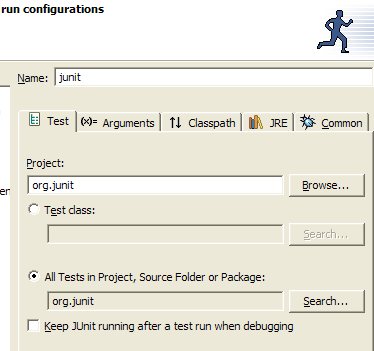 run configurations
Name: junit
Test (x)= Arguments Classpath JRE Common
Project:
org.junit Browse...
Test class:
Search...
All Tests in Project, Source Folder or Package:
org.junit Search...
Keep JUnit running after a test run when debugging